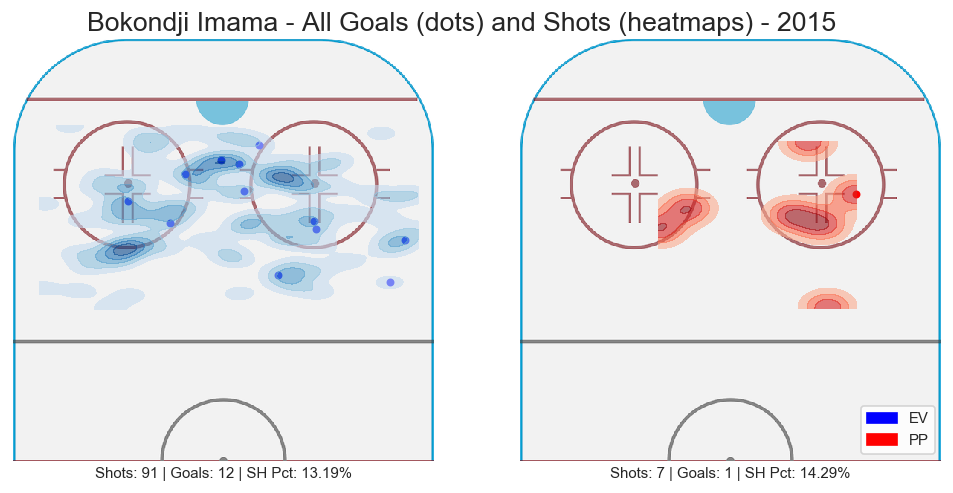 Bokondji Imama - All Goals (dots) and Shots (heatmaps) - 2015
EV
PP
Shots: 91 | Goals: 12 | SH Pct: 13.19%
Shots: 7 | Goals: 1 | SH Pct: 14.29%